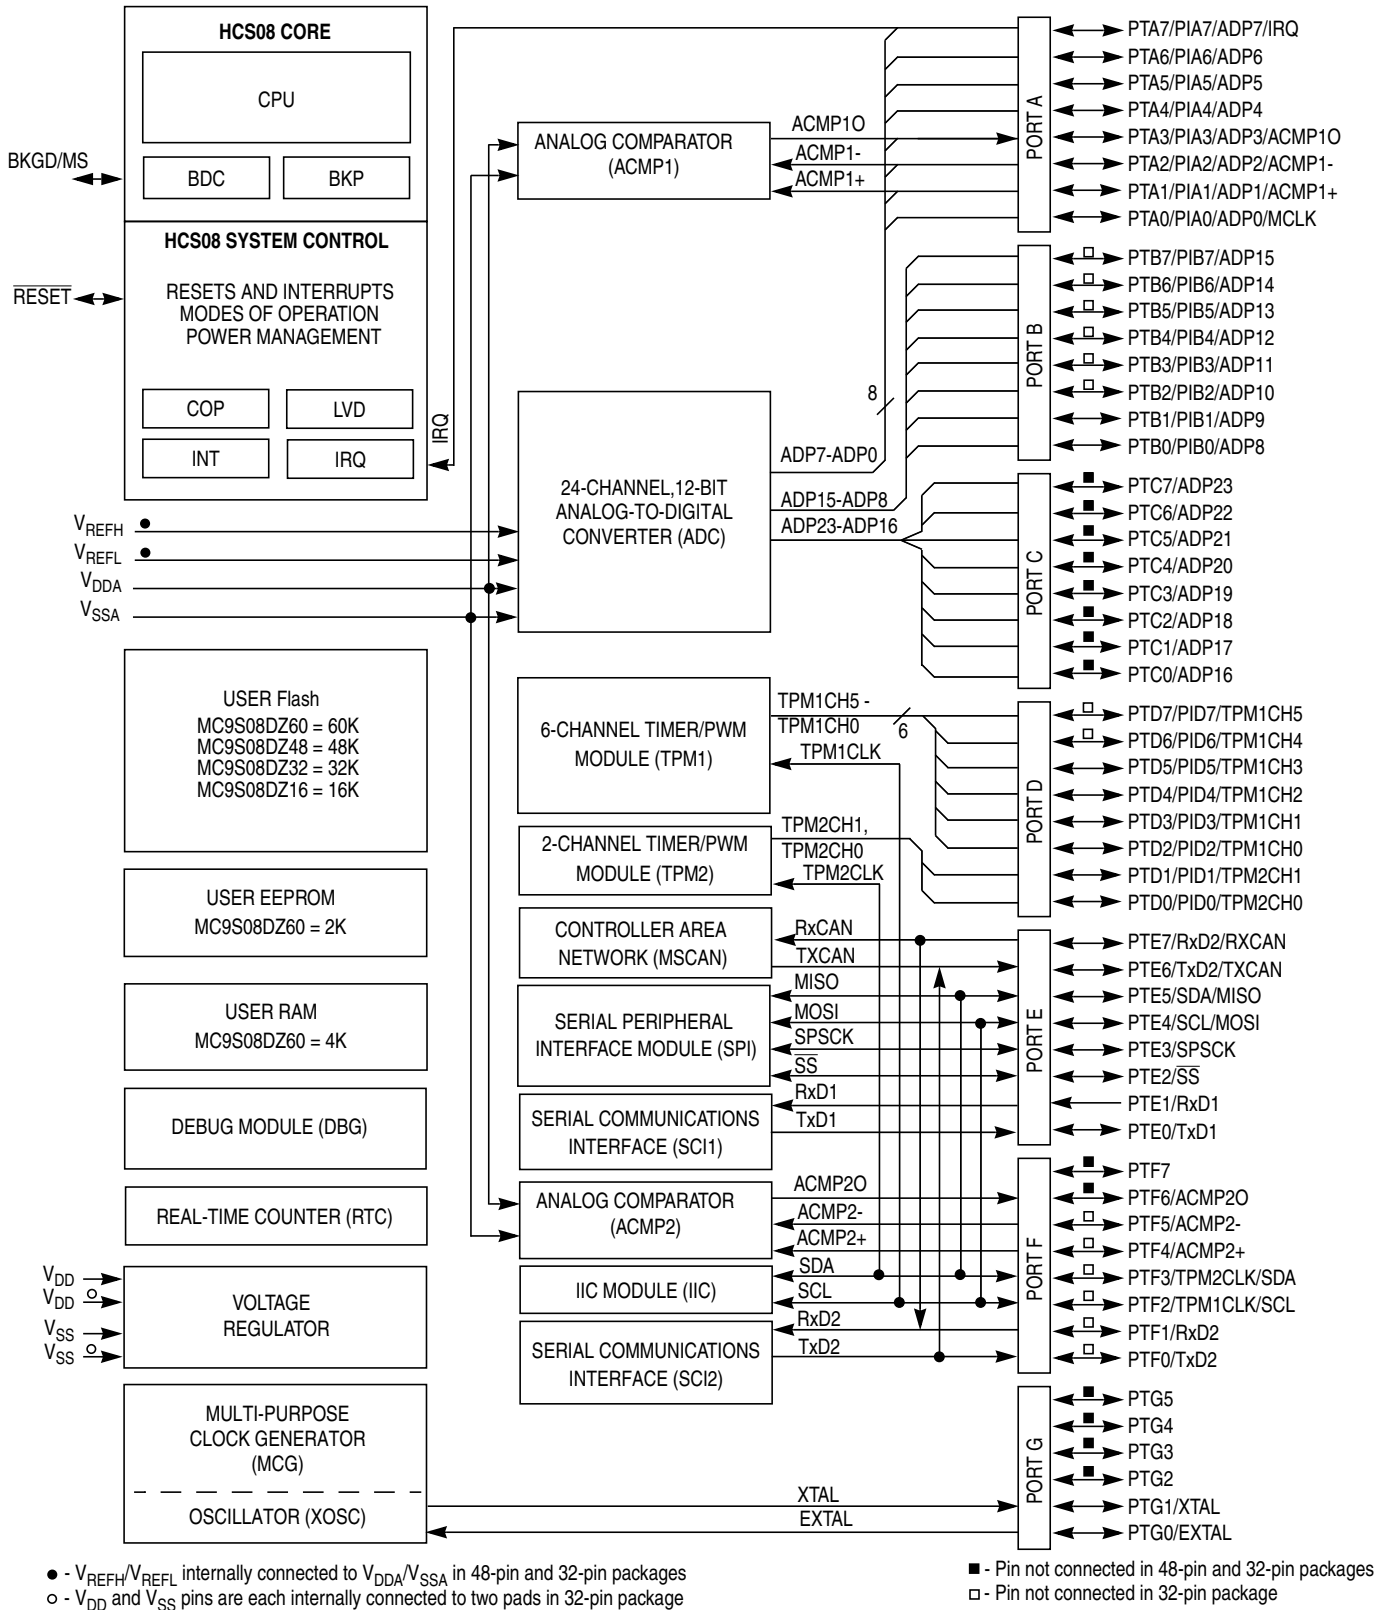 HCS08 CORE
CPU
BDC
BKP
BKGD/MS
HCS08 SYSTEM CONTROL
RESETS AND INTERRUPTS
MODES OF OPERATION
POWER MANAGEMENT
RESET
COP
LVD
INT
IRQ
IRQ
VREFH
VREFL
VDDA
VSSA
USER Flash
MC9S08DZ60 = 60K
MC9S08DZ48 = 48K
MC9S08DZ32 = 32K
MC9S08DZ16 = 16K
USER EEPROM
MC9S08DZ60 = 2K
USER RAM
MC9S08DZ60 = 4K
DEBUG MODULE (DBG)
REAL-TIME COUNTER (RTC)
VDD
VDD
VSS
VSS
VOLTAGE
REGULATOR
MULTI-PURPOSE
CLOCK GENERATOR
(MCG)
OSCILLATOR (XOSC)
ANALOG COMPARATOR
(ACMP1)
ACMP1O
ACMP1-
ACMP1+
24-CHANNEL,12-BIT
ANALOG-TO-DIGITAL
CONVERTER (ADC)
8
ADP7-ADP0
ADP15-ADP8
ADP23-ADP16
6-CHANNEL TIMER/PWM
MODULE (TPM1)
TPM1CH5 -
TPM1CH0
6
TPM1CLK
2-CHANNEL TIMER/PWM
MODULE (TPM2)
TPM2CH1,
TPM2CH0
TPM2CLK
CONTROLLER AREA
NETWORK (MSCAN)
RxCAN
TXCAN
SERIAL PERIPHERAL
INTERFACE MODULE (SPI)
MISO
MOSI
SPSCK
SS
SERIAL COMMUNICATIONS
INTERFACE (SCI1)
RxD1
TxD1
ANALOG COMPARATOR
(ACMP2)
ACMP2O
ACMP2-
ACMP2+
IIC MODULE (IIC)
SDA
SCL
SERIAL COMMUNICATIONS
INTERFACE (SCI2)
RxD2
TxD2
XTAL
EXTAL
PORT A
PTA7/PIA7/ADP7/IRQ
PTA6/PIA6/ADP6
PTA5/PIA5/ADP5
PTA4/PIA4/ADP4
PTA3/PIA3/ADP3/ACMP1O
PTA2/PIA2/ADP2/ACMP1-
PTA1/PIA1/ADP1/ACMP1+
PTA0/PIA0/ADP0/MCLK
PORT B
PTB7/PIB7/ADP15
PTB6/PIB6/ADP14
PTB5/PIB5/ADP13
PTB4/PIB4/ADP12
PTB3/PIB3/ADP11
PTB2/PIB2/ADP10
PTB1/PIB1/ADP9
PTB0/PIB0/ADP8
PORT C
PTC7/ADP23
PTC6/ADP22
PTC5/ADP21
PTC4/ADP20
PTC3/ADP19
PTC2/ADP18
PTC1/ADP17
PTC0/ADP16
PORT D
PTD7/PID7/TPM1CH5
PTD6/PID6/TPM1CH4
PTD5/PID5/TPM1CH3
PTD4/PID4/TPM1CH2
PTD3/PID3/TPM1CH1
PTD2/PID2/TPM1CH0
PTD1/PID1/TPM2CH1
PTD0/PID0/TPM2CH0
PORT E
PTE7/RxD2/RXCAN
PTE6/TxD2/TXCAN
PTE5/SDA/MISO
PTE4/SCL/MOSI
PTE3/SPSCK
PTE2/SS
PTE1/RxD1
PTE0/TxD1
PORT F
PTF7
PTF6/ACMP2O
PTF5/ACMP2-
PTF4/ACMP2+
PTF3/TPM2CLK/SDA
PTF2/TPM1CLK/SCL
PTF1/RxD2
PTF0/TxD2
PORT G
PTG5
PTG4
PTG3
PTG2
PTG1/XTAL
PTG0/EXTAL
● - VREFH/VREFL internally connected to VDDA/VSSA in 48-pin and 32-pin packages
○ - VDD and VSS pins are each internally connected to two pads in 32-pin package
■ - Pin not connected in 48-pin and 32-pin packages
□ - Pin not connected in 32-pin package